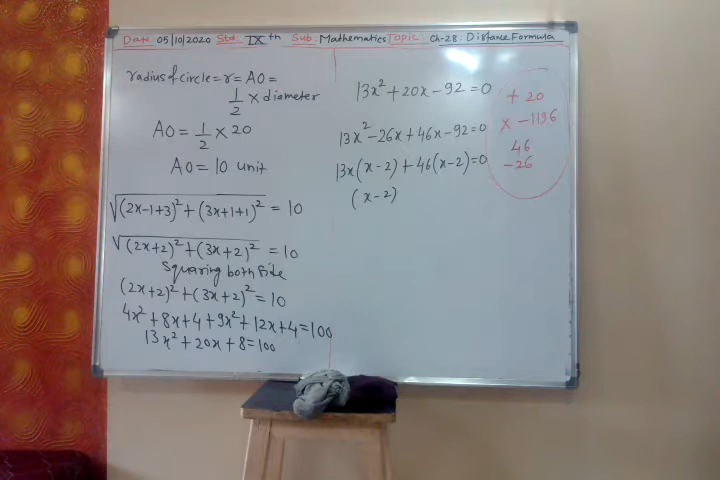 Date 05/10/2020 Std. IXth Sub: Mathematics Topic: Ch-28: Distance Formula
radius of circle = r = AO =
1/2 × diameter
AO = 1/2 × 20
AO = 10 unit
√(2x-1+3)² + (3x+1+1)² = 10
√(2x+2)² + (3x+2)² = 10
Squaring both Side
(2x+2)² + (3x+2)² = 10
4x² + 8x + 4 + 9x² + 12x + 4 = 100
13x² + 20x + 8 = 100
13x² + 20x - 92 = 0
13x² - 26x + 46x - 92 = 0
13x(x-2) + 46(x-2) = 0
(x-2)
+ 20
x - 1196
46
- 26